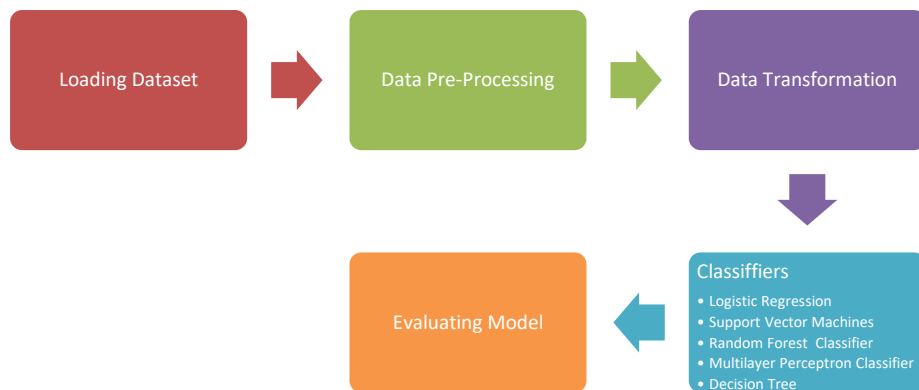 Loading Dataset
Data Pre-Processing
Data Transformation
Classiffiers
• Logistic Regression
• Support Vector Machines
• Random Forest Classifier
• Multilayer Perceptron Classifier
• Decision Tree
Evaluating Model